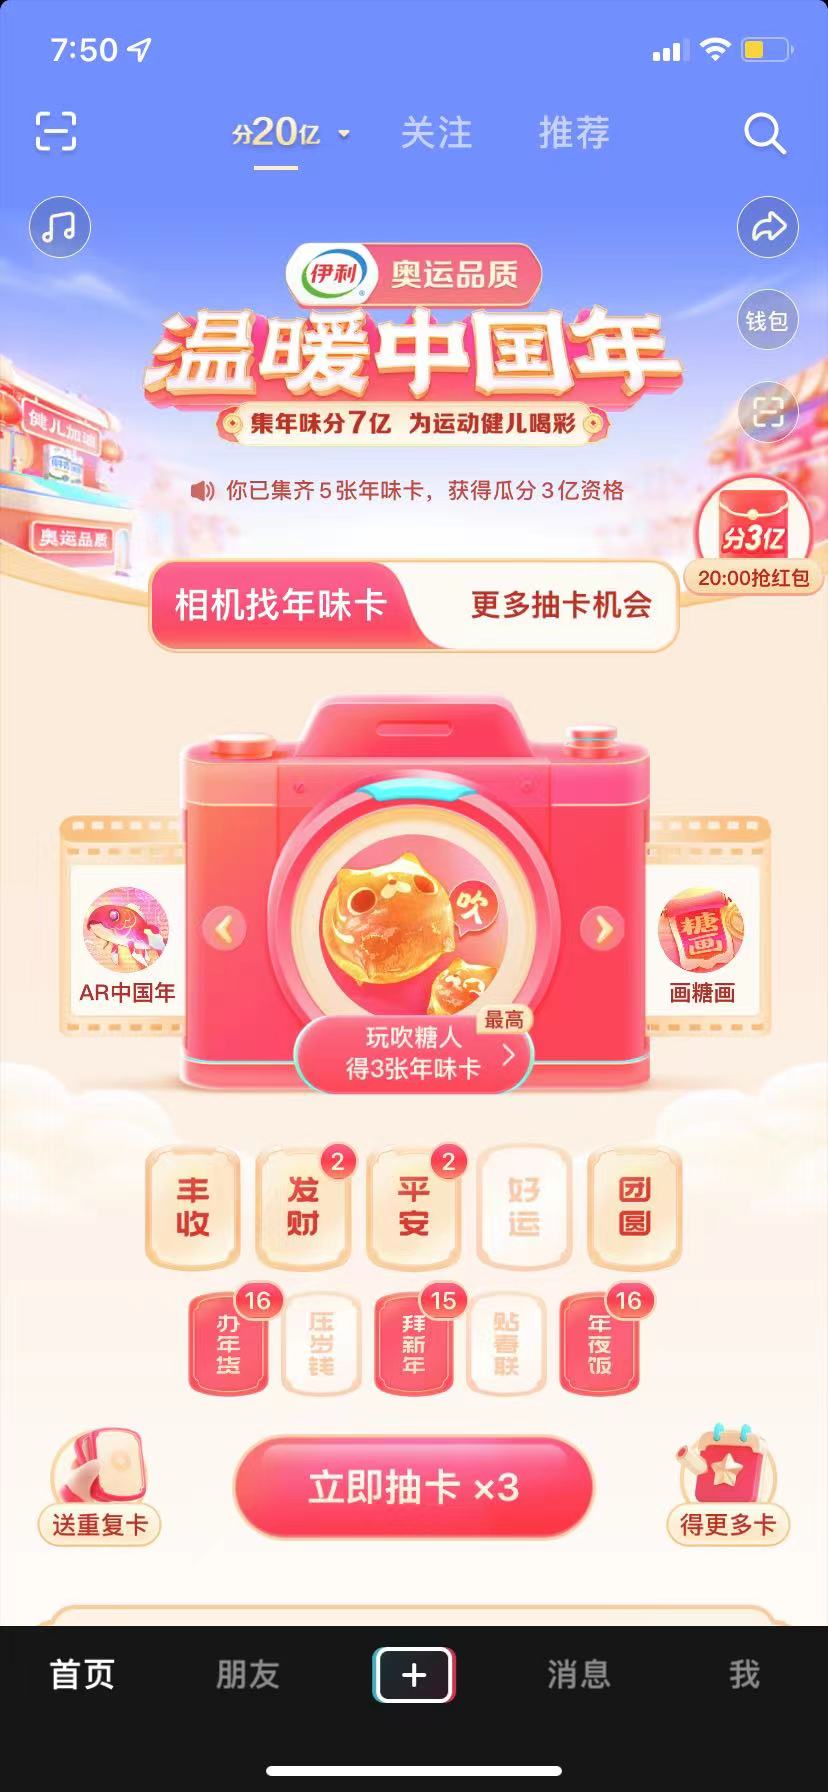 7:50
分20亿
关注
推荐
伊利
奥运品质
温暖中国年
钱包
集年味分7亿 为运动健儿喝彩
健儿加油
奥运品质
你已集齐5张年味卡，获得瓜分3亿资格
分3亿
20:00抢红包
相机找年味卡
更多抽卡机会
吹
糖画
AR中国年
画糖画
最高
玩吹糖人
得3张年味卡
丰收
发财
2
平安
2
好运
团圆
办年货
16
压岁钱
拜新年
15
贴春联
年夜饭
16
立即抽卡 ×3
送重复卡
得更多卡
首页
朋友
消息
我